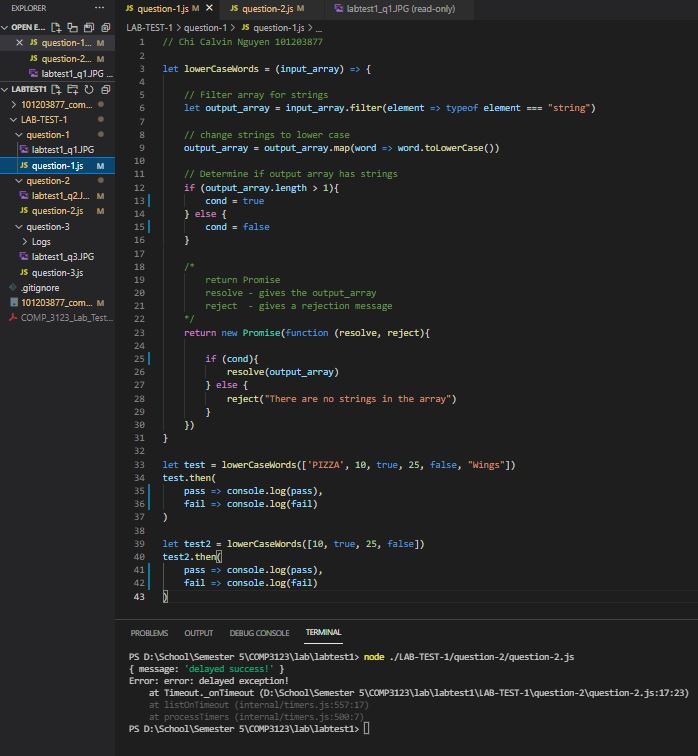 EXPLORER ...
OPEN E...
× JS question-1... M
JS question-2... M
labtest1_q1.JPG ...
LABTEST1
101203877_com...
LAB-TEST-1
question-1
labtest1_q1.JPG
JS question-1.js M
question-2
labtest1_q2.J... M
JS question-2.js M
question-3
Logs
labtest1_q3.JPG
JS question-3.js
.gitignore
101203877_com... M
COMP_3123_Lab_Test...
JS question-1.js M × JS question-2.js M labtest1_q1.JPG (read-only)
LAB-TEST-1 > question-1 > JS question-1.js > ...
1 // Chi Calvin Nguyen 101203877
2
3 let lowerCaseWords = (input_array) => {
4
5 // Filter array for strings
6 let output_array = input_array.filter(element => typeof element === "string")
7
8 // change strings to lower case
9 output_array = output_array.map(word => word.toLowerCase())
10
11 // Determine if output array has strings
12 if (output_array.length > 1){
13 cond = true
14 } else {
15 cond = false
16 }
17
18 /*
19 return Promise
20 resolve - gives the output_array
21 reject - gives a rejection message
22 */
23 return new Promise(function (resolve, reject){
24
25 if (cond){
26 resolve(output_array)
27 } else {
28 reject("There are no strings in the array")
29 }
30 })
31 }
32
33 let test = lowerCaseWords(['PIZZA', 10, true, 25, false, "Wings"])
34 test.then(
35 pass => console.log(pass),
36 fail => console.log(fail)
37 )
38
39 let test2 = lowerCaseWords([10, true, 25, false])
40 test2.then(
41 pass => console.log(pass),
42 fail => console.log(fail)
43 )
PROBLEMS OUTPUT DEBUG CONSOLE TERMINAL
PS D:\School\Semester 5\COMP3123\lab\labtest1> node ./LAB-TEST-1/question-2/question-2.js
{ message: 'delayed success!' }
Error: error: delayed exception!
at Timeout._onTimeout (D:\School\Semester 5\COMP3123\lab\labtest1\LAB-TEST-1\question-2\question-2.js:17:23)
at listOnTimeout (internal/timers.js:557:17)
at processTimers (internal/timers.js:500:7)
PS D:\School\Semester 5\COMP3123\lab\labtest1>